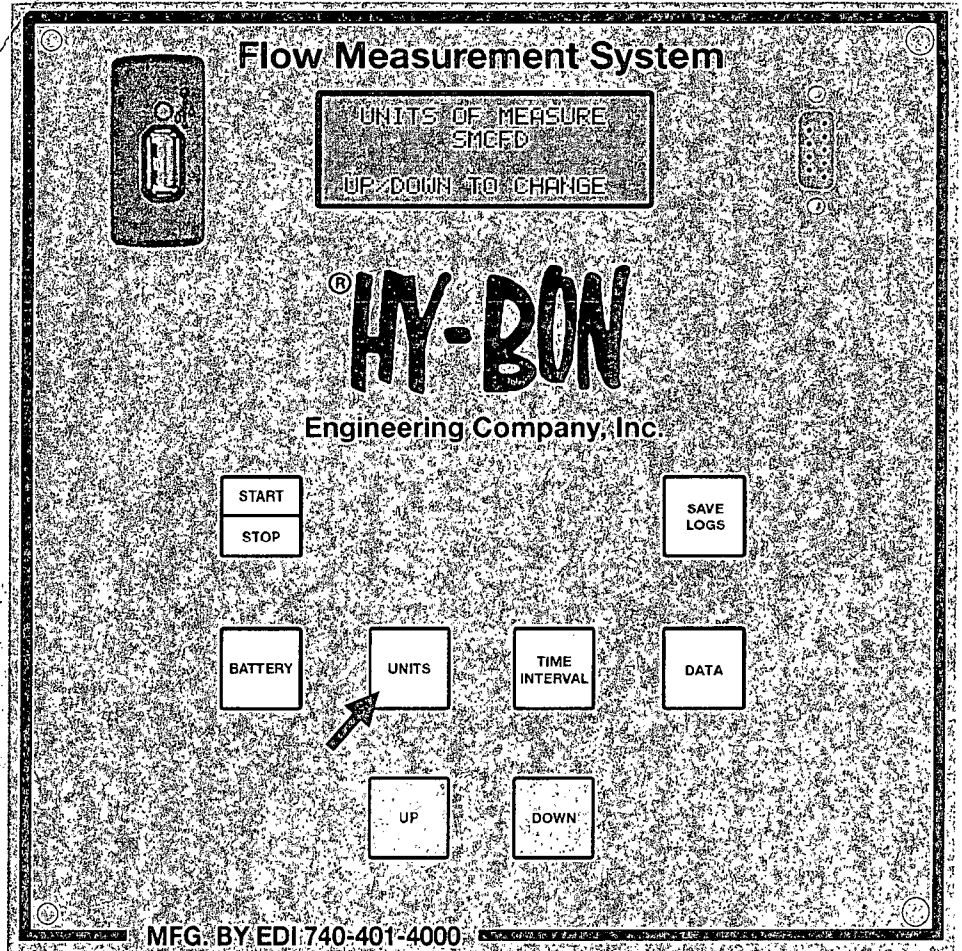 Flow Measurement System
UNITS OF MEASURE
SMCFD
UP/DOWN TO CHANGE
®HY-BON
Engineering Company, Inc.
START
STOP
SAVE
LOGS
BATTERY
UNITS
TIME
INTERVAL
DATA
UP
DOWN
MFG. BY EDI 740-401-4000